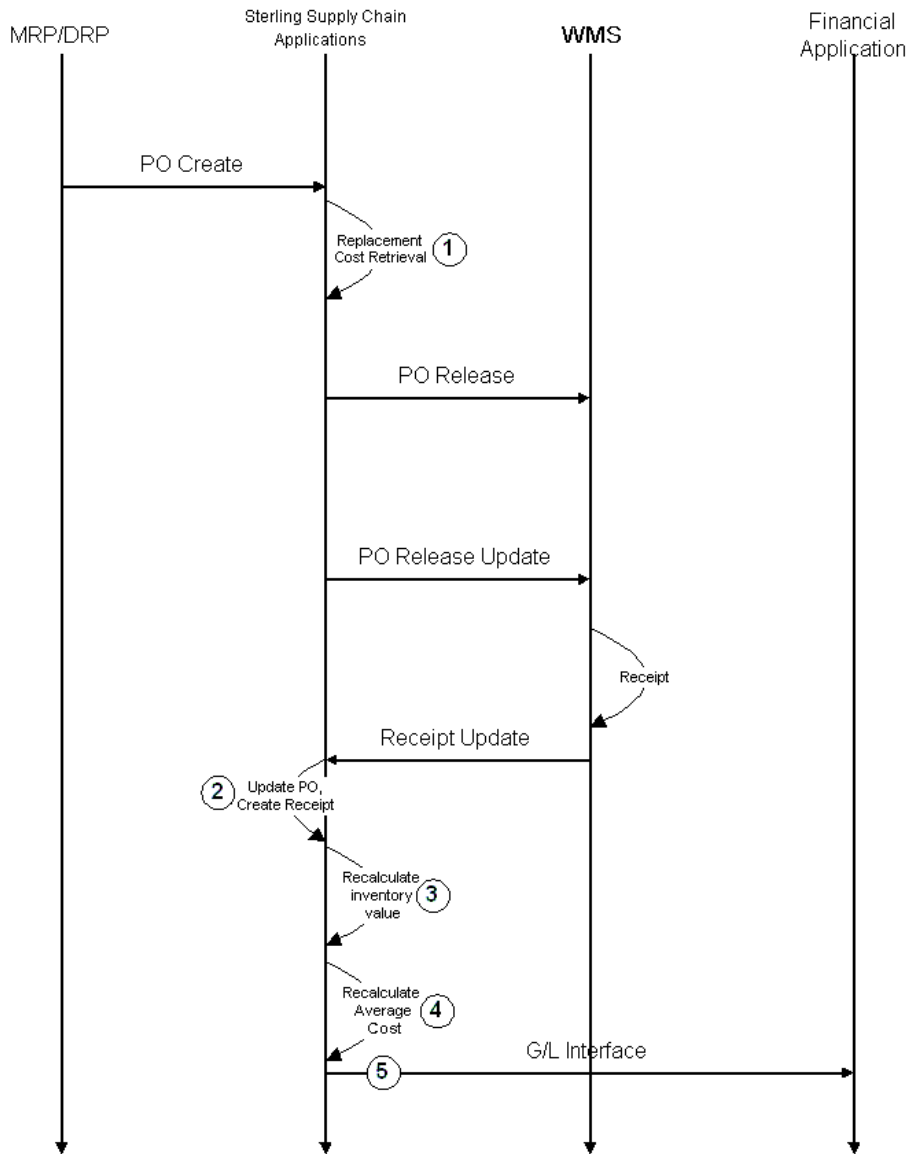 MRP/DRP
Sterling Supply Chain
Applications
WMS
Financial
Application
PO Create
Replacement
Cost Retrieval
1
PO Release
PO Release Update
Receipt
Receipt Update
2
Update PO,
Create Receipt
Recalculate
inventory
value
3
Recalculate
Average
Cost
4
G/L Interface
5